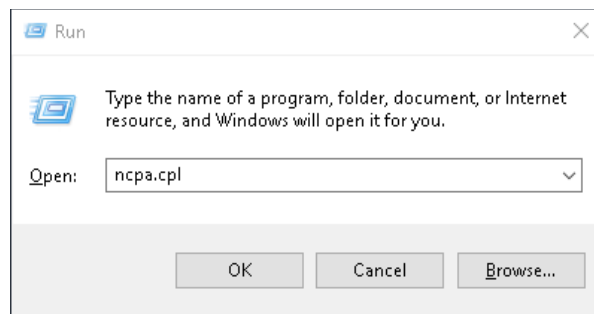 Run
Type the name of a program, folder, document, or Internet
resource, and Windows will open it for you.
Open: ncpa.cpl
OK Cancel Browse...